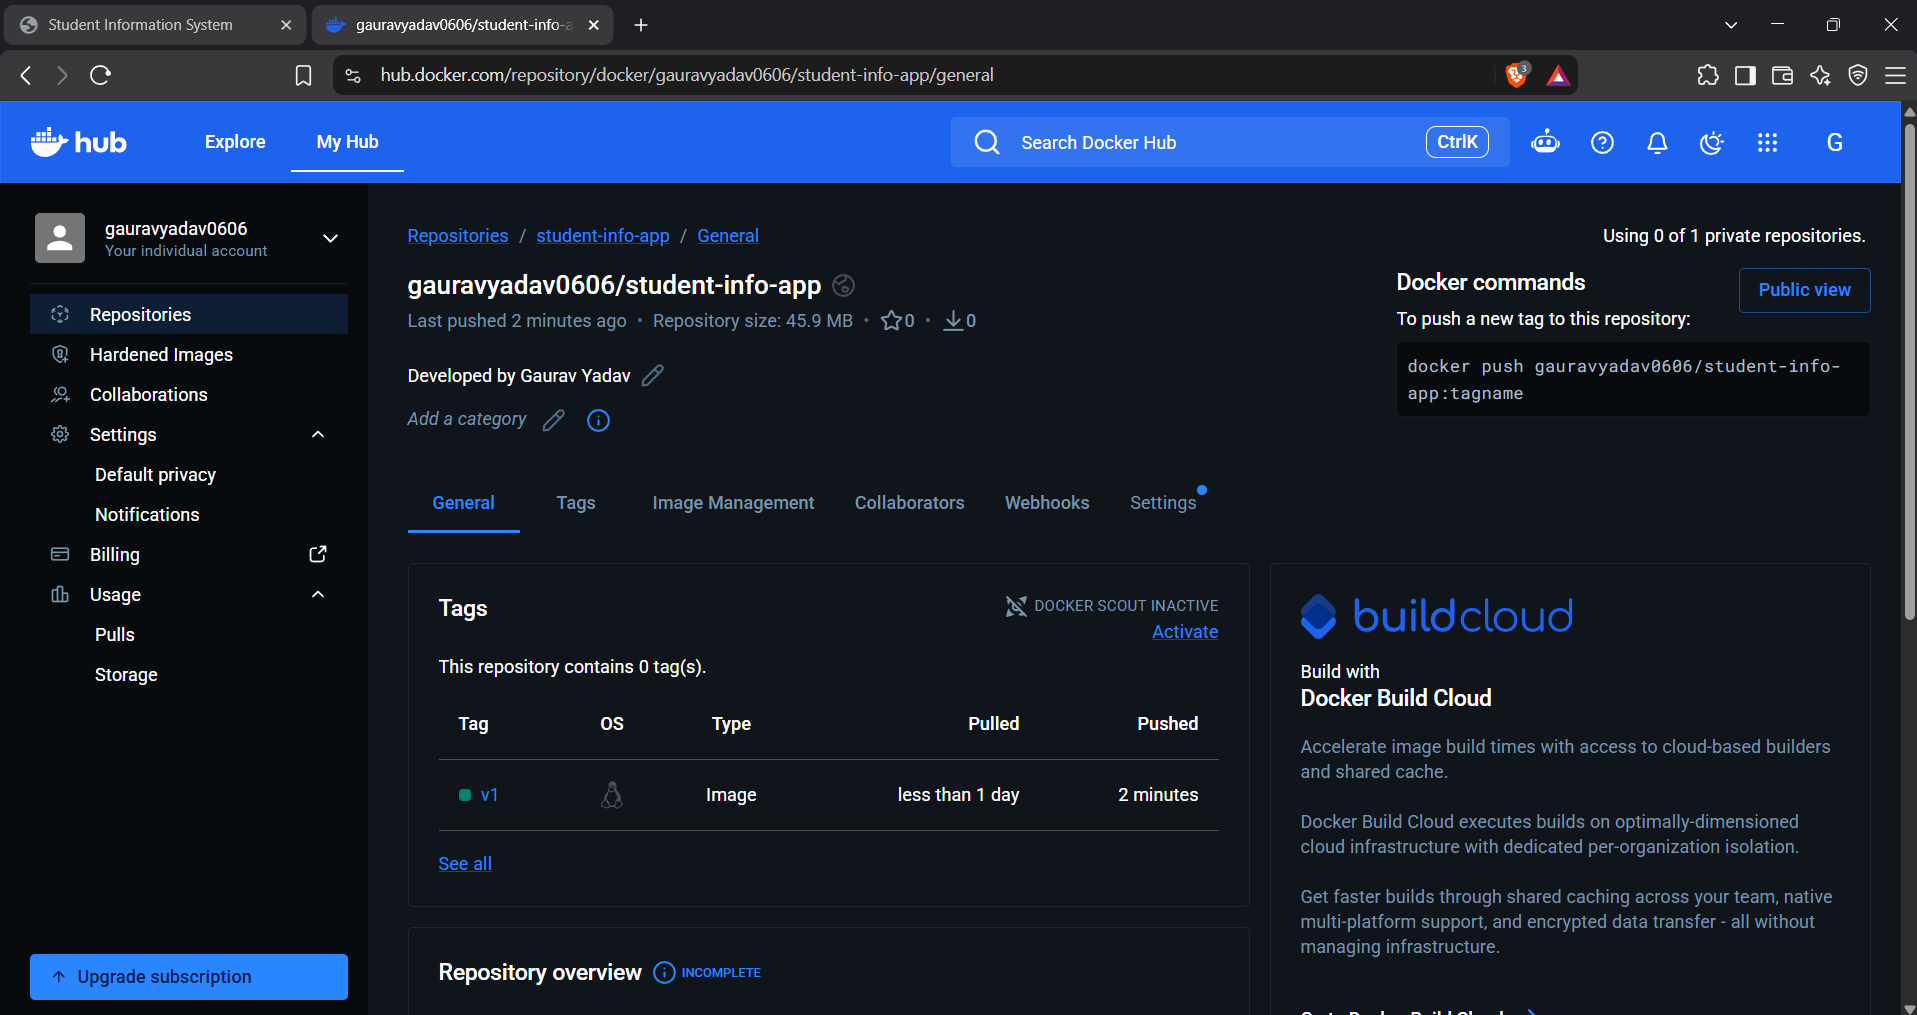 Student Information System
gauravyadav0606/student-info-a
hub.docker.com/repository/docker/gauravyadav0606/student-info-app/general
3
hub
Explore
My Hub
Search Docker Hub
CtrlK
G
gauravyadav0606
Your individual account
Repositories
Hardened Images
Collaborations
Settings
Default privacy
Notifications
Billing
Usage
Pulls
Storage
Upgrade subscription
Repositories / student-info-app / General
Using 0 of 1 private repositories.
gauravyadav0606/student-info-app
Last pushed 2 minutes ago • Repository size: 45.9 MB • 0 • 0
Developed by Gaurav Yadav
Add a category
Docker commands
Public view
To push a new tag to this repository:
docker push gauravyadav0606/student-info-
app:tagname
General
Tags
Image Management
Collaborators
Webhooks
Settings
Tags
DOCKER SCOUT INACTIVE
Activate
This repository contains 0 tag(s).
Tag OS Type Pulled Pushed
v1 Image less than 1 day 2 minutes
See all
Repository overview INCOMPLETE
buildcloud
Build with
Docker Build Cloud
Accelerate image build times with access to cloud-based builders
and shared cache.
Docker Build Cloud executes builds on optimally-dimensioned
cloud infrastructure with dedicated per-organization isolation.
Get faster builds through shared caching across your team, native
multi-platform support, and encrypted data transfer - all without
managing infrastructure.